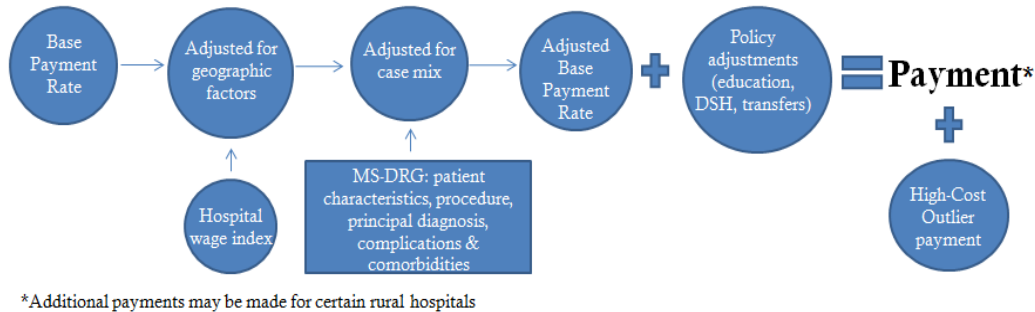 Base
Payment
Rate
Adjusted for
geographic
factors
Adjusted for
case mix
Adjusted
Base
Payment
Rate
Policy
adjustments
(education,
DSH, transfers)
Payment*
Hospital
wage index
MS-DRG: patient
characteristics, procedure,
principal diagnosis,
complications &
comorbidities
High-Cost
Outlier
payment
*Additional payments may be made for certain rural hospitals